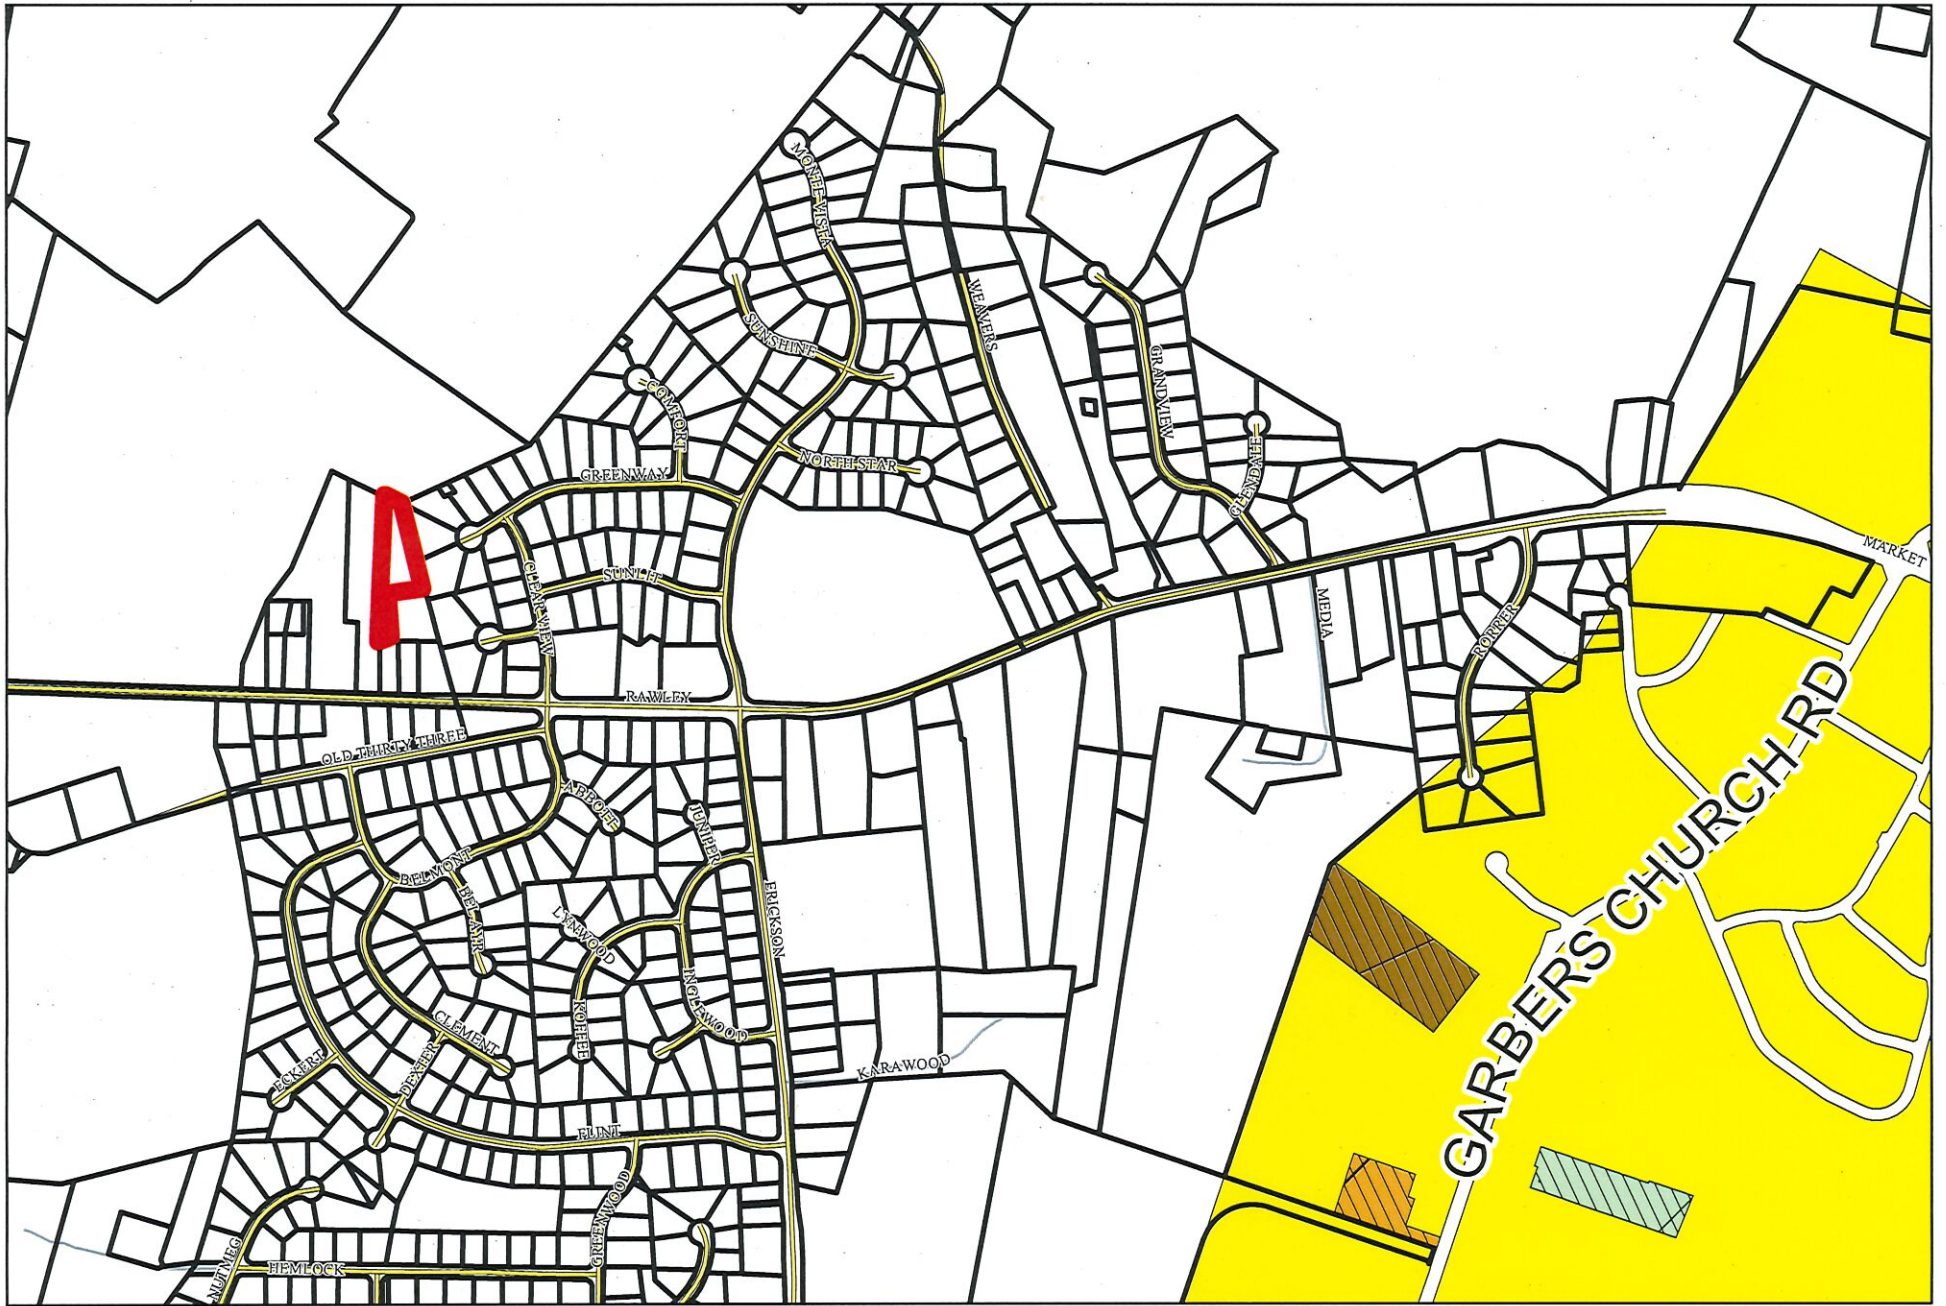 MONTE VISTA
WEAVERS
SUNSHINE
GRANDVIEW
COMFORT
NORTH STAR
GREENWAY
GLENDALE
MARKET
SUNLIT
CLEARVIEW
MEDIA
RORRER
RAWLEY
OLD THIRTY THREE
GARBERS CHURCH RD
ABBOTT
JUNIPER
BELMONT
BEL AYR
ERICKSON
LYNWOOD
INGLEWOOD
KOFFEE
CLEMENT
DEXTER
ECKERT
KARAWOOD
FLINT
GREENWOOD
NUTMEG
HEMLOCK